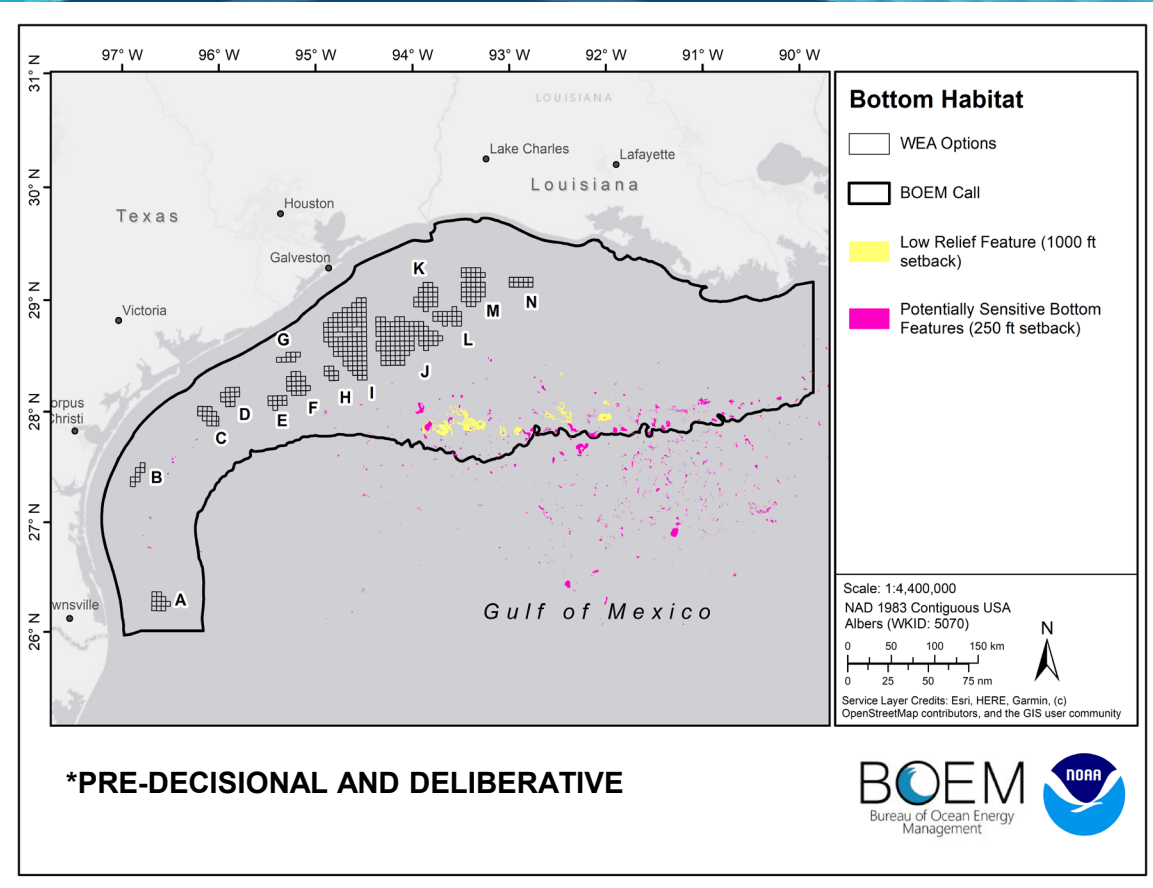 97° W 96° W 95° W 94° W 93° W 92° W 91° W 90° W
31° N
30° N
29° N
28° N
27° N
26° N
LOUISIANA
Lake Charles
Lafayette
Louisiana
Texas
Houston
Galveston
Victoria
orpus
Christi
wnsville
K
M
N
G
L
J
I
H
F
E
D
C
B
A
Gulf of Mexico
Bottom Habitat
WEA Options
BOEM Call
Low Relief Feature (1000 ft
setback)
Potentially Sensitive Bottom
Features (250 ft setback)
Scale: 1:4,400,000
NAD 1983 Contiguous USA
Albers (WKID: 5070)
N
0 50 100 150 km
0 25 50 75 nm
Service Layer Credits: Esri, HERE, Garmin, (c)
OpenStreetMap contributors, and the GIS user community
*PRE-DECISIONAL AND DELIBERATIVE
BOEM
Bureau of Ocean Energy
Management
NOAA